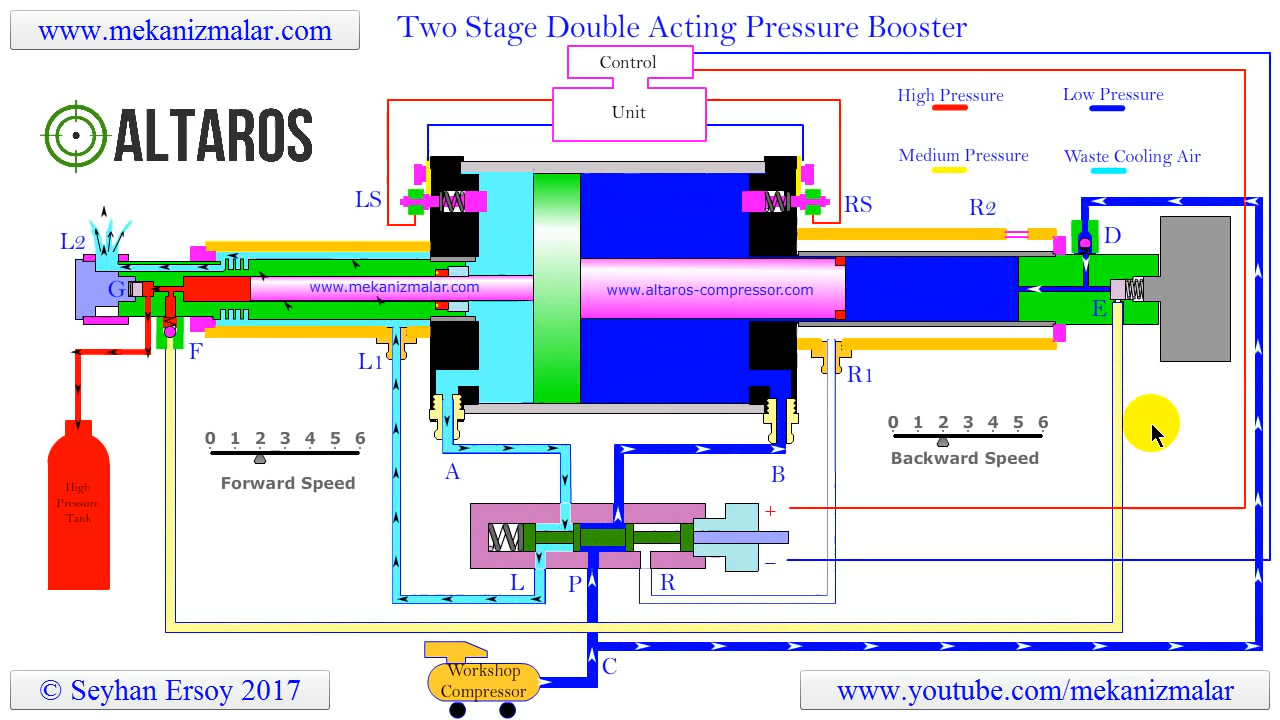 www.mekanizmalar.com
Two Stage Double Acting Pressure Booster
Control
Unit
High Pressure
Low Pressure
Medium Pressure
Waste Cooling Air
ALTAROS
LS
RS
R2
D
L2
G
www.mekanizmalar.com
www.altaros-compressor.com
E
F
L1
R1
0 1 2 3 4 5 6
Forward Speed
0 1 2 3 4 5 6
Backward Speed
A
B
High
Pressure
Tank
+
−
L
P
R
C
Workshop
Compressor
© Seyhan Ersoy 2017
www.youtube.com/mekanizmalar